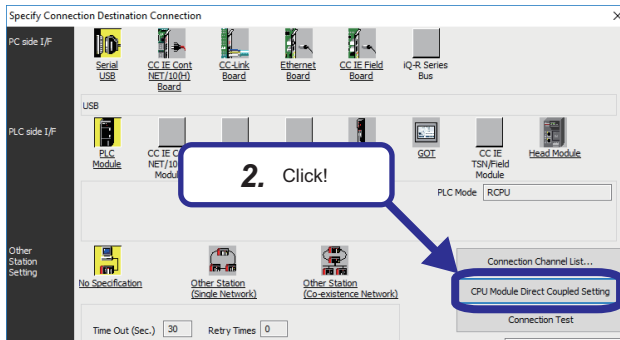 Specify Connection Destination Connection
PC side I/F
Serial
USB
CC IE Cont
NET/10(H)
Board
CC-Link
Board
Ethernet
Board
CC IE Field
Board
iQ-R Series
Bus
USB
PLC side I/F
PLC
Module
CC IE C
NET/10
Modul
GOT
CC IE
TSN/Field
Module
Head Module
2. Click!
PLC Mode RCPU
Other
Station
Setting
No Specification
Other Station
(Single Network)
Other Station
(Co-existence Network)
Connection Channel List...
CPU Module Direct Coupled Setting
Connection Test
Time Out (Sec.) 30 Retry Times 0